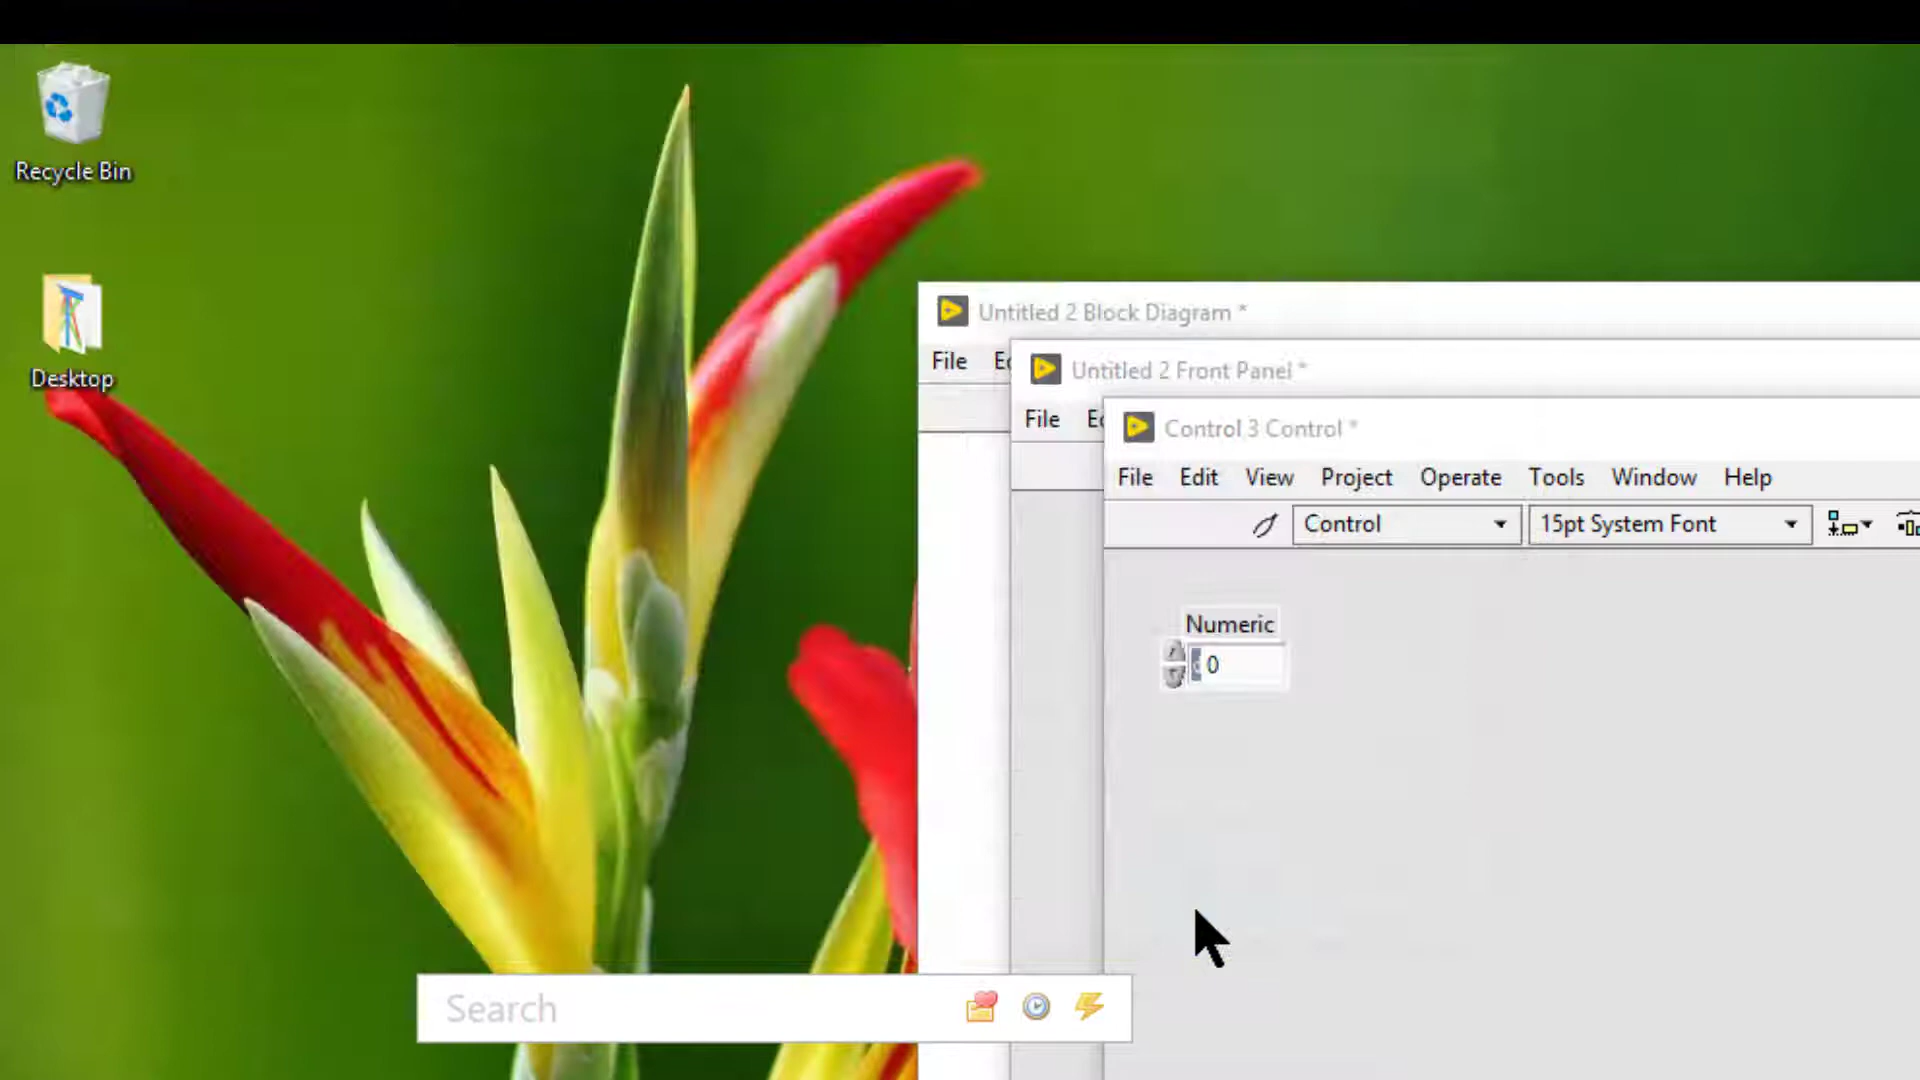 Recycle Bin
Desktop
Untitled 2 Block Diagram *
File
Untitled 2 Front Panel *
File
Control 3 Control *
File Edit View Project Operate Tools Window Help
Control 15pt System Font
Numeric
0
Search